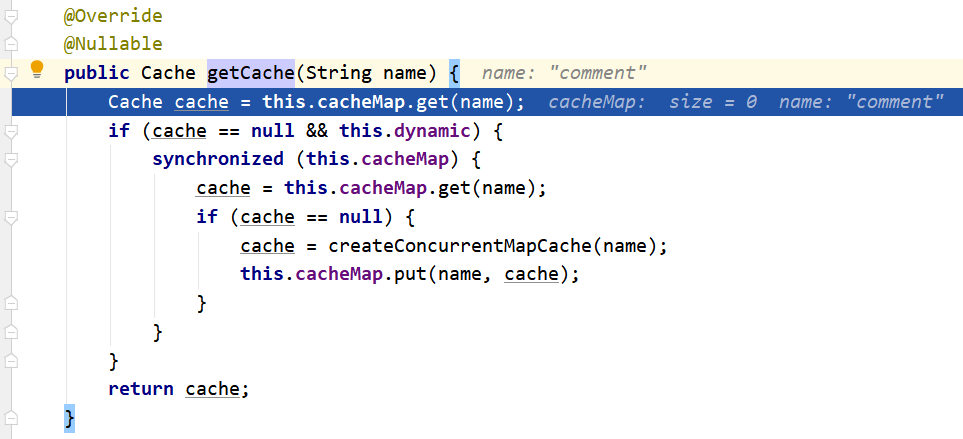 @Override
@Nullable
public Cache getCache(String name) { name: "comment"
Cache cache = this.cacheMap.get(name); cacheMap: size = 0 name: "comment"
if (cache == null && this.dynamic) {
synchronized (this.cacheMap) {
cache = this.cacheMap.get(name);
if (cache == null) {
cache = createConcurrentMapCache(name);
this.cacheMap.put(name, cache);
}
}
}
return cache;
}